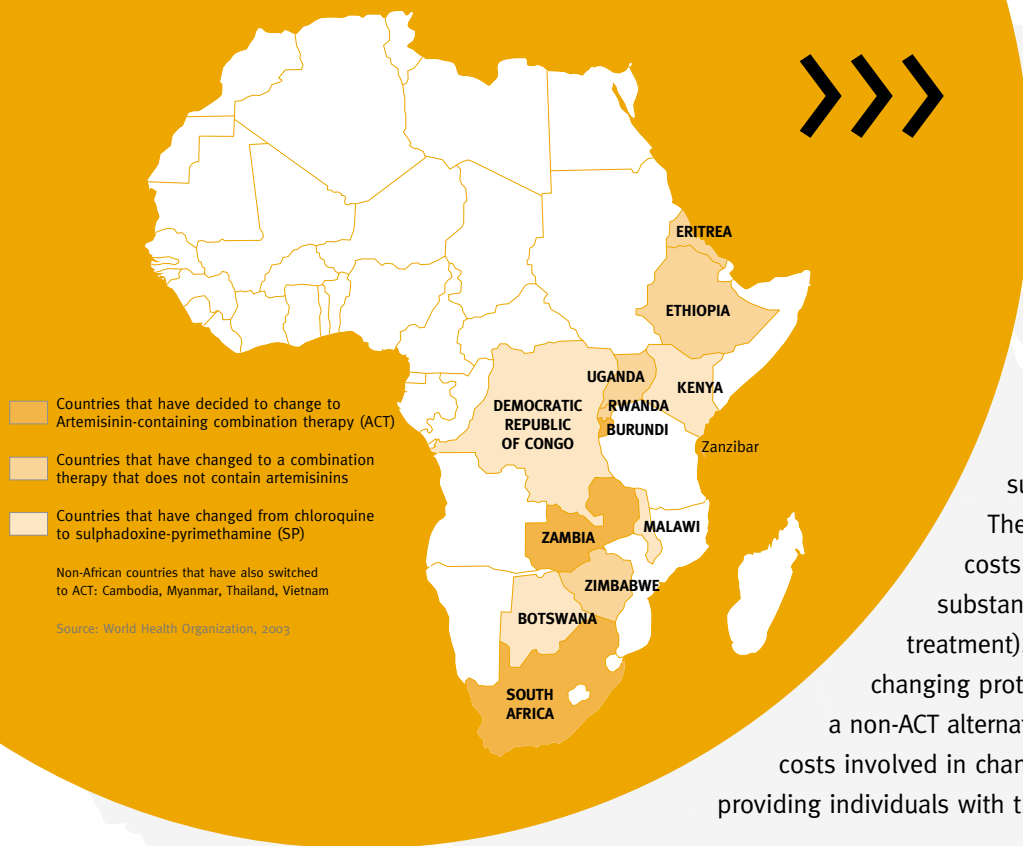 ERITREA
ETHIOPIA
UGANDA
KENYA
DEMOCRATIC
REPUBLIC
OF CONGO
RWANDA
BURUNDI
Zanzibar
MALAWI
ZAMBIA
ZIMBABWE
BOTSWANA
SOUTH
AFRICA
Countries that have decided to change to
Artemisinin-containing combination therapy (ACT)
Countries that have changed to a combination
therapy that does not contain artemisinins
Countries that have changed from chloroquine
to sulphadoxine-pyrimethamine (SP)
Non-African countries that have also switched
to ACT: Cambodia, Myanmar, Thailand, Vietnam
Source: World Health Organization, 2003
The
costs
substan
treatment)
changing prot
a non-ACT alternat
costs involved in chan
providing individuals with